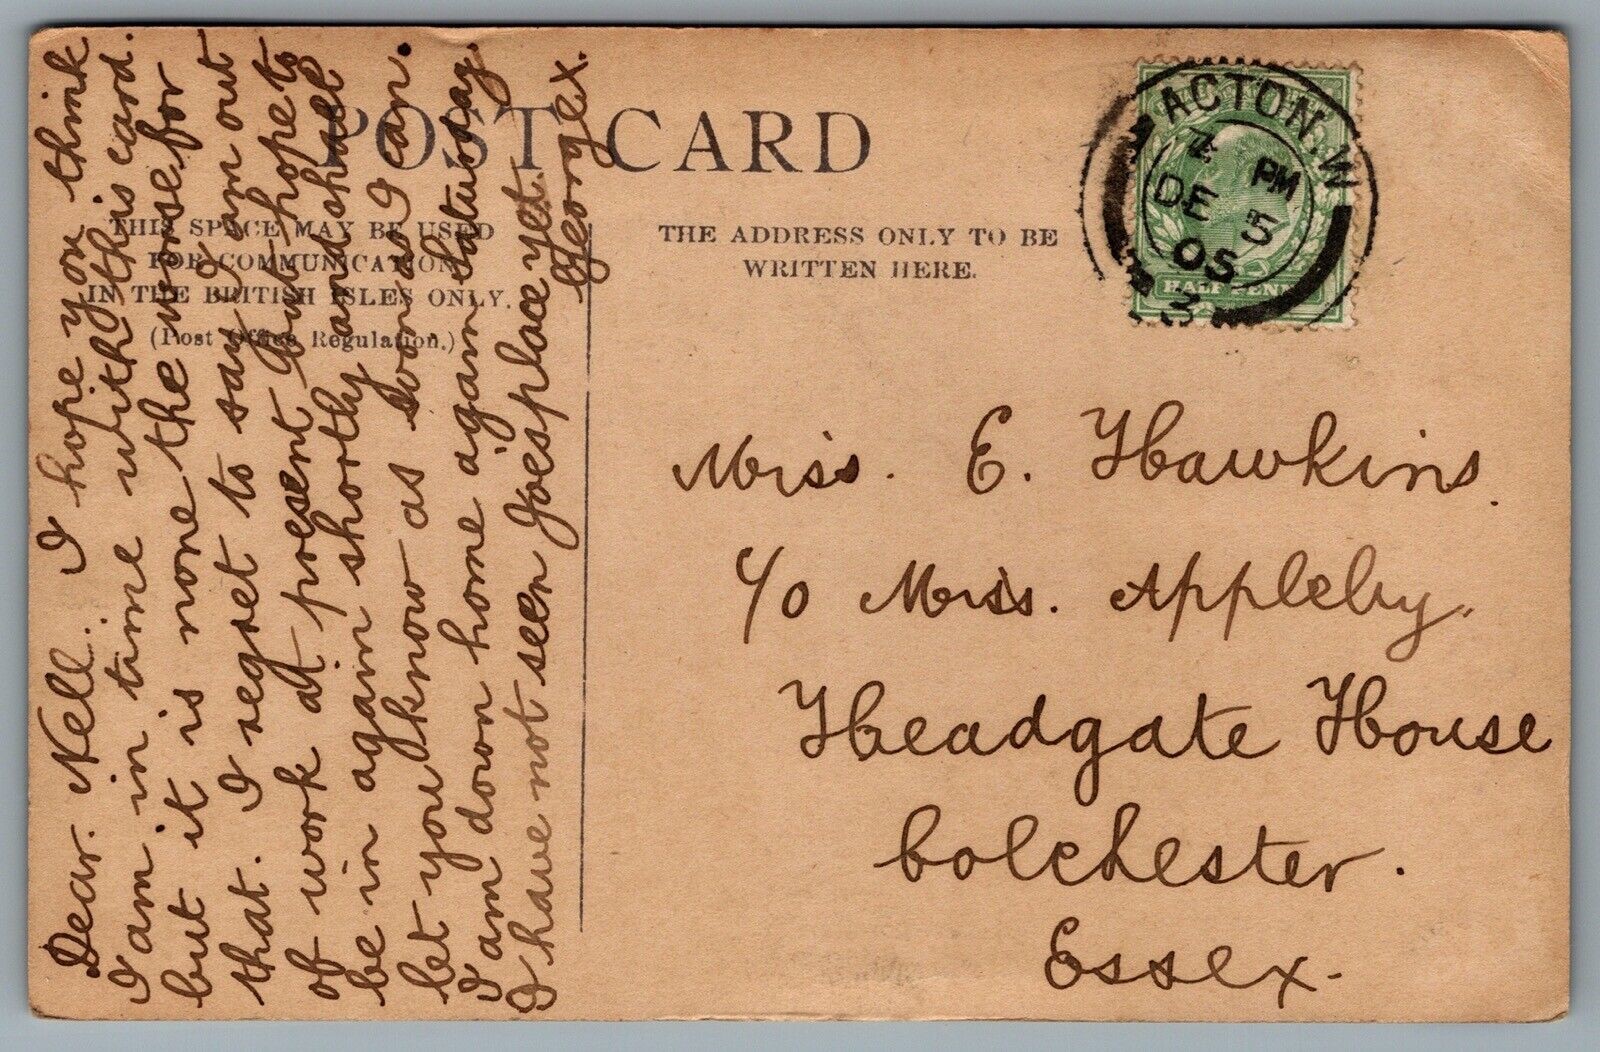 POST CARD
THIS SPACE MAY BE USED
FOR COMMUNICATION
IN THE BRITISH ISLES ONLY.
(Post Office Regulation.)
THE ADDRESS ONLY TO BE
WRITTEN HERE.
ACTON. W
PM
DE 5
05
3
HALF PENNY
Dear. Nell. I hope you think
I am in time with this card.
but it is none the worse for
that. I regret to say I am out
of work at present but hope to
be in again shortly and shall
let you know as soon as I can.
I am down home again Saturday.
I have not seen Joesplace yet.
George x.
Miss. E. Hawkins.
c/o Miss. Appleby,
Headgate House
Colchester.
Essex.